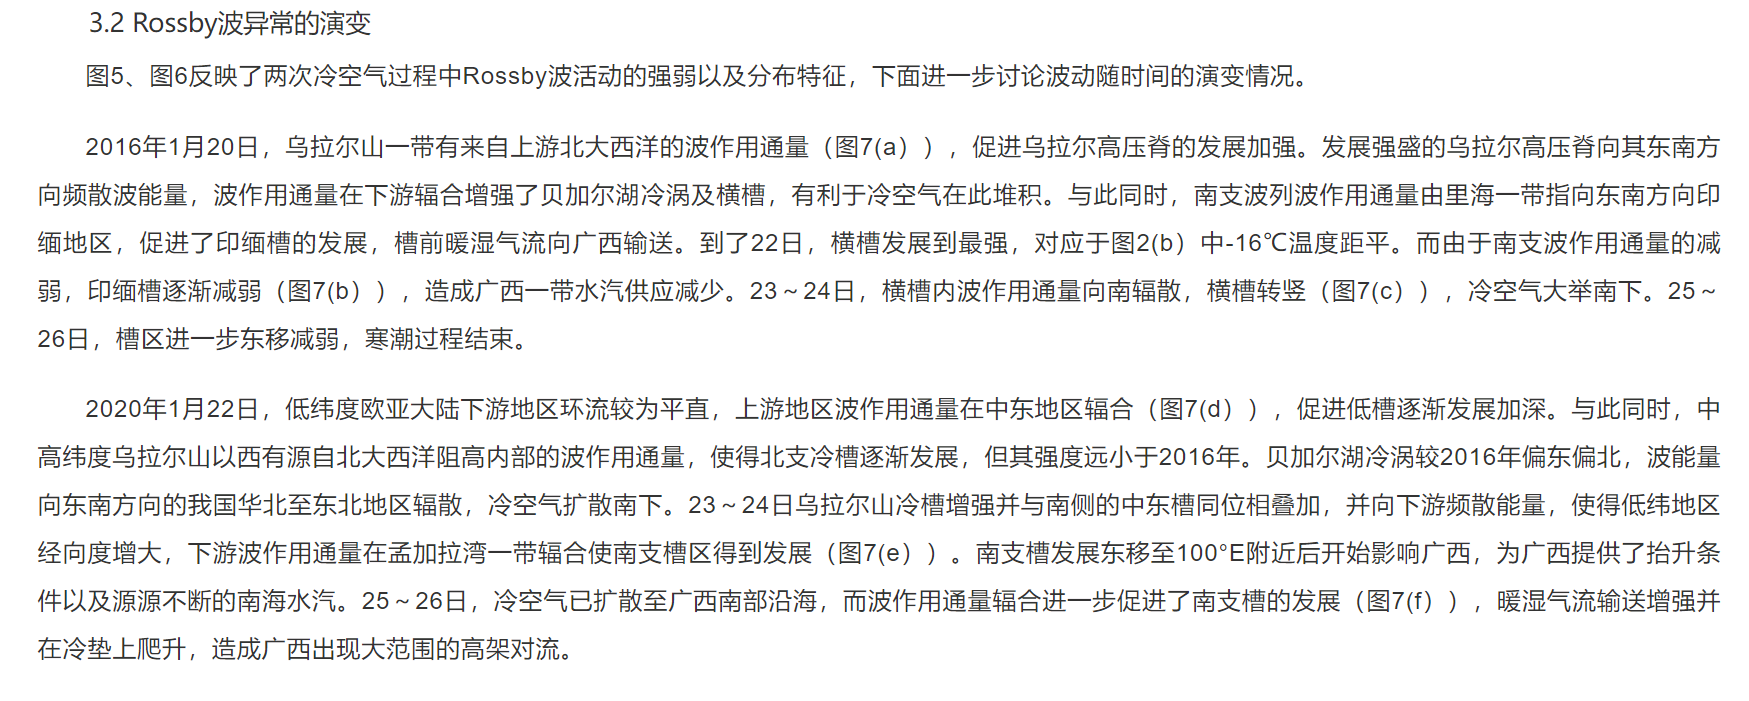 3.2 Rossby波异常的演变
图5、图6反映了两次冷空气过程中Rossby波活动的强弱以及分布特征，下面进一步讨论波动随时间的演变情况。
2016年1月20日，乌拉尔山一带有来自上游北大西洋的波作用通量（图7(a）），促进乌拉尔高压脊的发展加强。发展强盛的乌拉尔高压脊向其东南方
向频散波能量，波作用通量在下游辐合增强了贝加尔湖冷涡及横槽，有利于冷空气在此堆积。与此同时，南支波列波作用通量由里海一带指向东南方向印
缅地区，促进了印缅槽的发展，槽前暖湿气流向广西输送。到了22日，横槽发展到最强，对应于图2(b）中-16℃温度距平。而由于南支波作用通量的减
弱，印缅槽逐渐减弱（图7(b）），造成广西一带水汽供应减少。23～24日，横槽内波作用通量向南辐散，横槽转竖（图7(c）），冷空气大举南下。25～
26日，槽区进一步东移减弱，寒潮过程结束。
2020年1月22日，低纬度欧亚大陆下游地区环流较为平直，上游地区波作用通量在中东地区辐合（图7(d）），促进低槽逐渐发展加深。与此同时，中
高纬度乌拉尔山以西有源自北大西洋阻高内部的波作用通量，使得北支冷槽逐渐发展，但其强度远小于2016年。贝加尔湖冷涡较2016年偏东偏北，波能量
向东南方向的我国华北至东北地区辐散，冷空气扩散南下。23～24日乌拉尔山冷槽增强并与南侧的中东槽同位相叠加，并向下游频散能量，使得低纬地区
经向度增大，下游波作用通量在孟加拉湾一带辐合使南支槽区得到发展（图7(e））。南支槽发展东移至100°E附近后开始影响广西，为广西提供了抬升条
件以及源源不断的南海水汽。25～26日，冷空气已扩散至广西南部沿海，而波作用通量辐合进一步促进了南支槽的发展（图7(f）），暖湿气流输送增强并
在冷垫上爬升，造成广西出现大范围的高架对流。